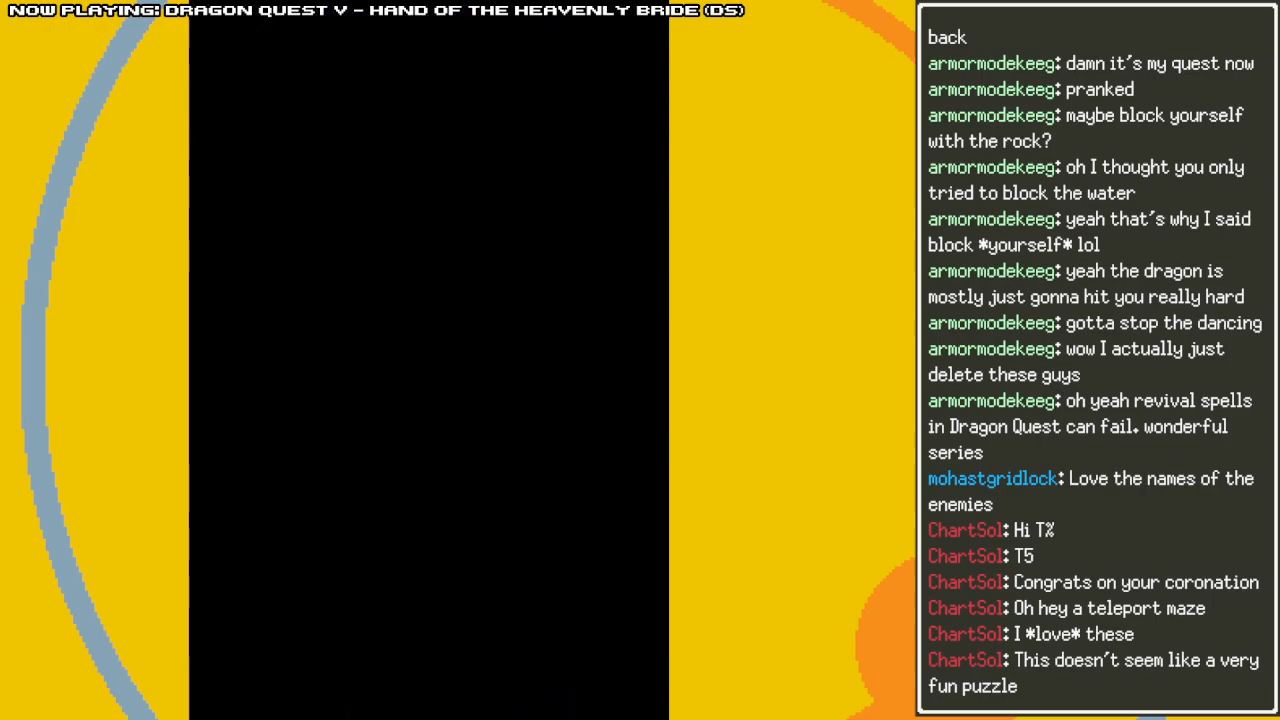 NOW PLAYING: DRAGON QUEST V - HAND OF THE HEAVENLY BRIDE (DS)
back
armormodekeeg: damn it's my quest now
armormodekeeg: pranked
armormodekeeg: maybe block yourself
with the rock?
armormodekeeg: oh I thought you only
tried to block the water
armormodekeeg: yeah that's why I said
block *yourself* lol
armormodekeeg: yeah the dragon is
mostly just gonna hit you really hard
armormodekeeg: gotta stop the dancing
armormodekeeg: wow I actually just
delete these guys
armormodekeeg: oh yeah revival spells
in Dragon Quest can fail. wonderful
series
mohastgridlock: Love the names of the
enemies
ChartSol: Hi T%
ChartSol: T5
ChartSol: Congrats on your coronation
ChartSol: Oh hey a teleport maze
ChartSol: I *love* these
ChartSol: This doesn't seem like a very
fun puzzle